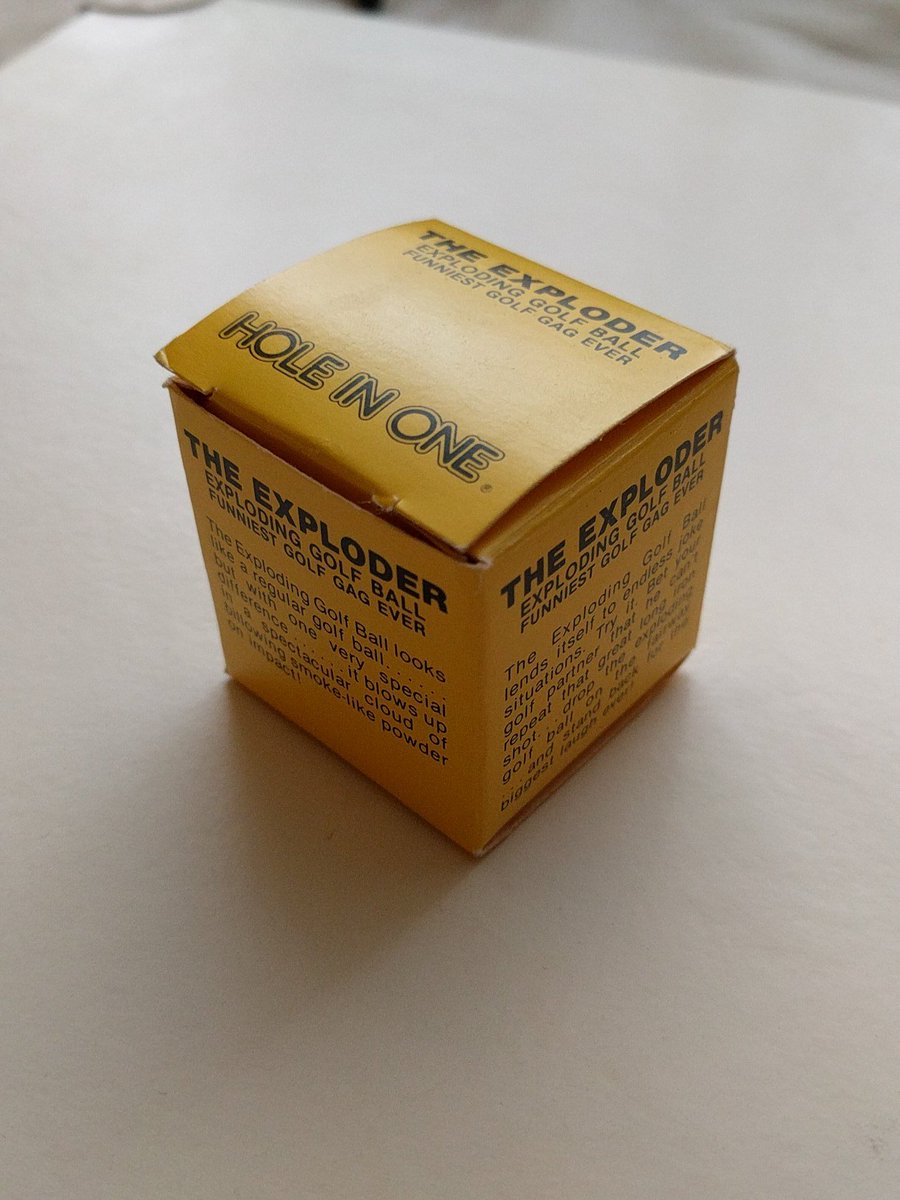 THE EXPLODER
EXPLODING GOLF BALL
FUNNIEST GOLF GAG EVER
HOLE IN ONE®
THE EXPLODER
EXPLODING GOLF BALL
FUNNIEST GOLF GAG EVER
The Exploding Golf Ball looks
like a regular golf ball. . . . . .
but with one very special
difference. . . . . . it blows up
in a spectacular cloud of
billowing smoke-like powder
on impact!
THE EXPLODER
EXPLODING GOLF BALL
FUNNIEST GOLF GAG EVER
The Exploding Golf Ball
lends itself to endless joke
situations. Try it. Bet your
golf partner that he can't
repeat that great long iron
shot. . . drop the exploding
golf ball on the fairway
. . . and stand back for the
biggest laugh ever!